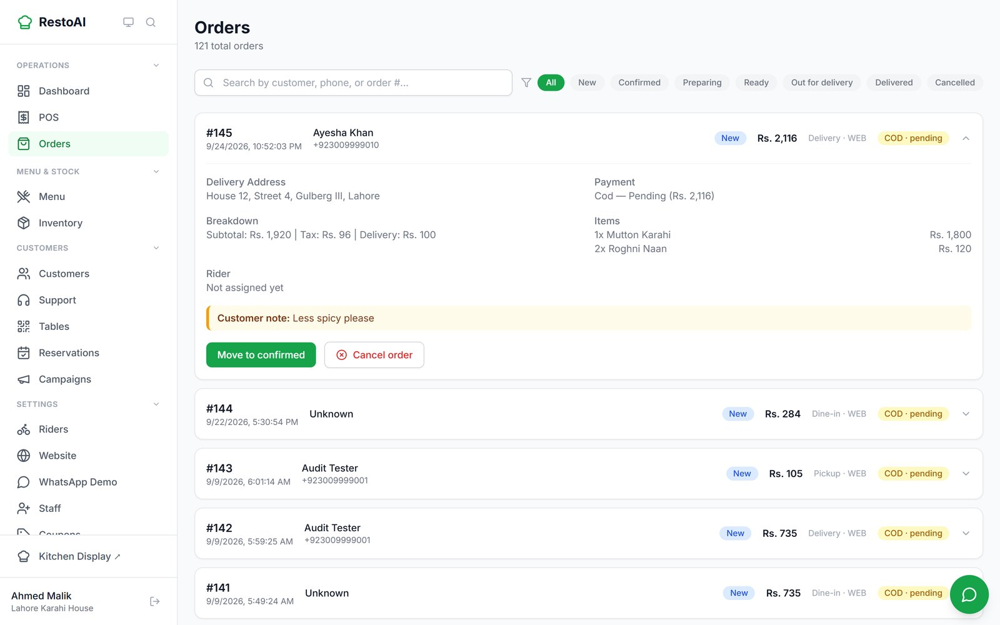 RestoAI
OPERATIONS
Dashboard
POS
Orders
MENU & STOCK
Menu
Inventory
CUSTOMERS
Customers
Support
Tables
Reservations
Campaigns
SETTINGS
Riders
Website
WhatsApp Demo
Staff
Coupons
Kitchen Display ↗
Ahmed Malik
Lahore Karahi House
Orders
121 total orders
Search by customer, phone, or order #...
All New Confirmed Preparing Ready Out for delivery Delivered Cancelled
#145
9/24/2026, 10:52:03 PM
Ayesha Khan
+923009999010
New Rs. 2,116 Delivery · WEB COD · pending
Delivery Address
House 12, Street 4, Gulberg III, Lahore
Payment
Cod — Pending (Rs. 2,116)
Breakdown
Subtotal: Rs. 1,920 | Tax: Rs. 96 | Delivery: Rs. 100
Items
1x Mutton Karahi Rs. 1,800
2x Roghni Naan Rs. 120
Rider
Not assigned yet
Customer note: Less spicy please
Move to confirmed Cancel order
#144
9/22/2026, 5:30:54 PM
Unknown
New Rs. 284 Dine-in · WEB COD · pending
#143
9/9/2026, 6:01:14 AM
Audit Tester
+923009999001
New Rs. 105 Pickup · WEB COD · pending
#142
9/9/2026, 5:59:25 AM
Audit Tester
+923009999001
New Rs. 735 Delivery · WEB COD · pending
#141
9/9/2026, 5:49:24 AM
Unknown
New Rs. 735 Dine-in · WEB COD · pending